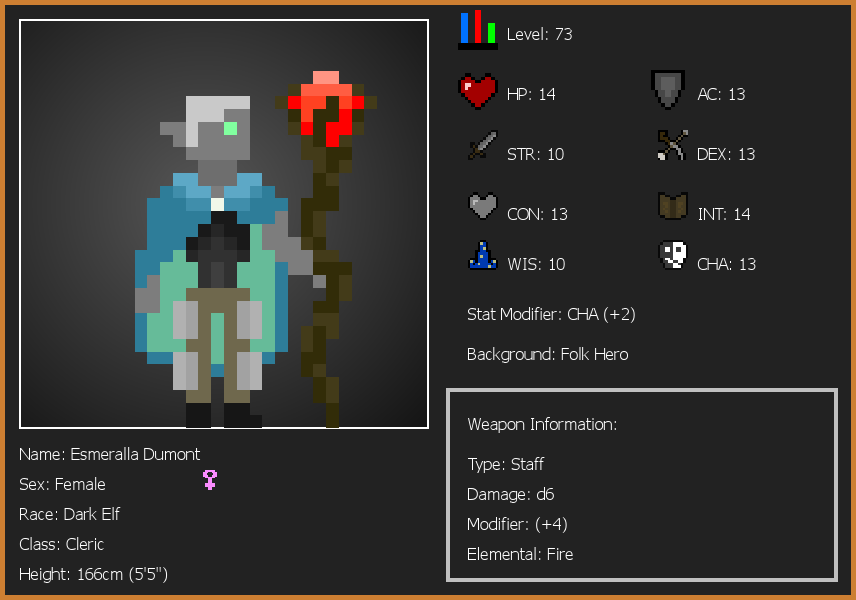 Level: 73
HP: 14
AC: 13
STR: 10
DEX: 13
CON: 13
INT: 14
WIS: 10
CHA: 13
Stat Modifier: CHA (+2)
Background: Folk Hero
Weapon Information:
Type: Staff
Damage: d6
Modifier: (+4)
Elemental: Fire
Name: Esmeralla Dumont
Sex: Female
Race: Dark Elf
Class: Cleric
Height: 166cm (5'5")